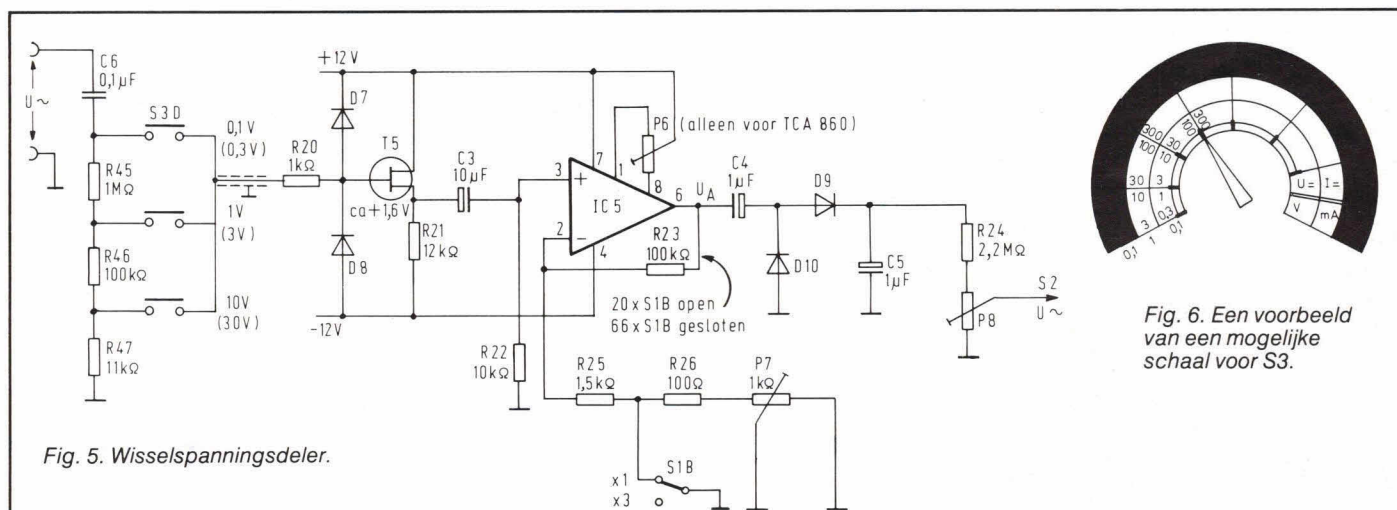 U~
C6
0,1µF
S3D
R45
1MΩ
R46
100kΩ
R47
11kΩ
0,1V
(0,3V)
1V
(3V)
10V
(30V)
R20
1kΩ
+12V
D7
T5
ca+1,6V
D8
-12V
R21
12kΩ
C3
10µF
R22
10kΩ
3
+
2
-
IC5
7
1
8
6
4
P6 (alleen voor TCA 860)
UA
R23
100kΩ
20xS1B open
66xS1B gesloten
R25
1,5kΩ
R26
100Ω
P7
1kΩ
S1B
x1
x3
C4
1µF
D9
D10
C5
1µF
R24
2,2MΩ
P8
S2
U~
Fig. 5. Wisselspanningsdeler.
300
100
300
100
30
10
30
10
3
1
3
1
0,3
0,1
0,1
U=
I=
V
mA
Fig. 6. Een voorbeeld
van een mogelijke
schaal voor S3.